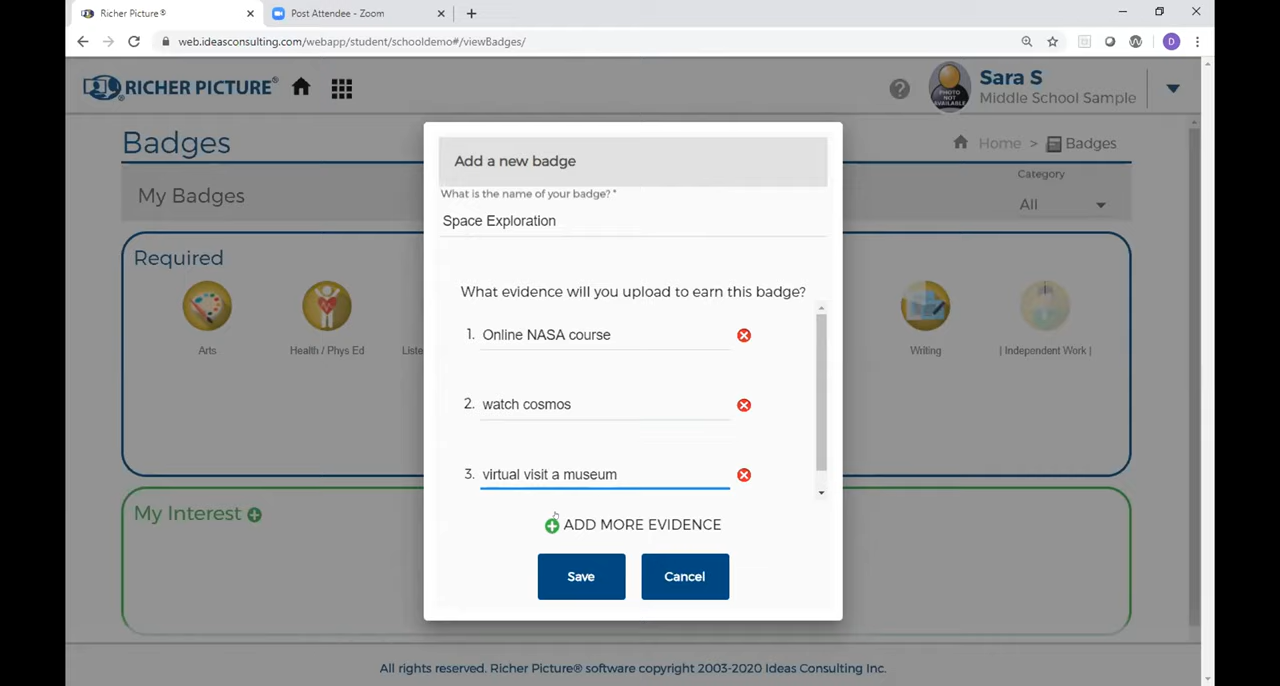 Richer Picture®
Post Attendee - Zoom
web.ideasconsulting.com/webapp/student/schooldemo#/viewBadges/
D
RICHER PICTURE®
PHOTO NOT AVAILABLE
Sara S
Middle School Sample
Badges
Home > Badges
My Badges
Category
All
Required
Arts
Health / Phys Ed
Liste
Writing
| Independent Work |
My Interest
Add a new badge
What is the name of your badge? *
Space Exploration
What evidence will you upload to earn this badge?
1. Online NASA course
2. watch cosmos
3. virtual visit a museum
ADD MORE EVIDENCE
Save
Cancel
All rights reserved. Richer Picture® software copyright 2003-2020 Ideas Consulting Inc.